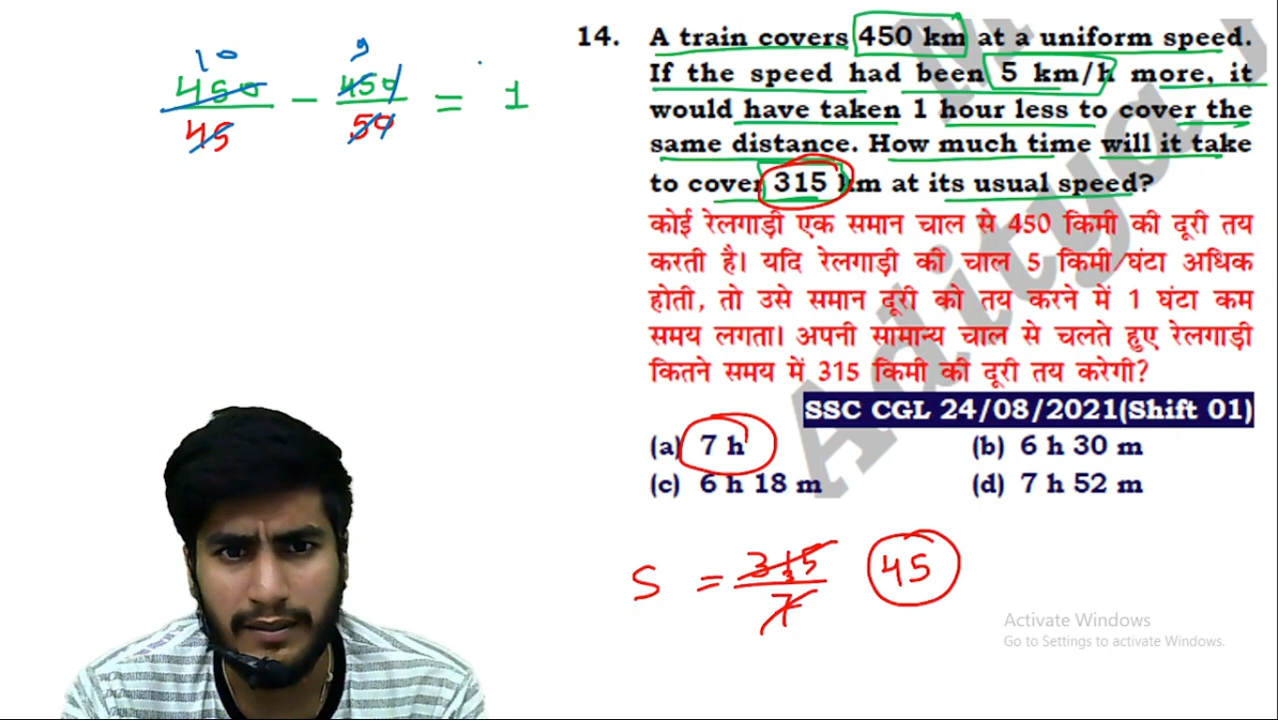 10 9
450/45 - 450/50 = 1
14. A train covers 450 km at a uniform speed.
If the speed had been 5 km/h more, it
would have taken 1 hour less to cover the
same distance. How much time will it take
to cover 315 km at its usual speed?
कोई रेलगाड़ी एक समान चाल से 450 किमी की दूरी तय
करती है। यदि रेलगाड़ी की चाल 5 किमी/घंटा अधिक
होती, तो उसे समान दूरी को तय करने में 1 घंटा कम
समय लगता। अपनी सामान्य चाल से चलते हुए रेलगाड़ी
कितने समय में 315 किमी की दूरी तय करेगी?
SSC CGL 24/08/2021(Shift 01)
(a) 7 h (b) 6 h 30 m
(c) 6 h 18 m (d) 7 h 52 m
S = 315/7 45
Activate Windows
Go to Settings to activate Windows.
Aditya